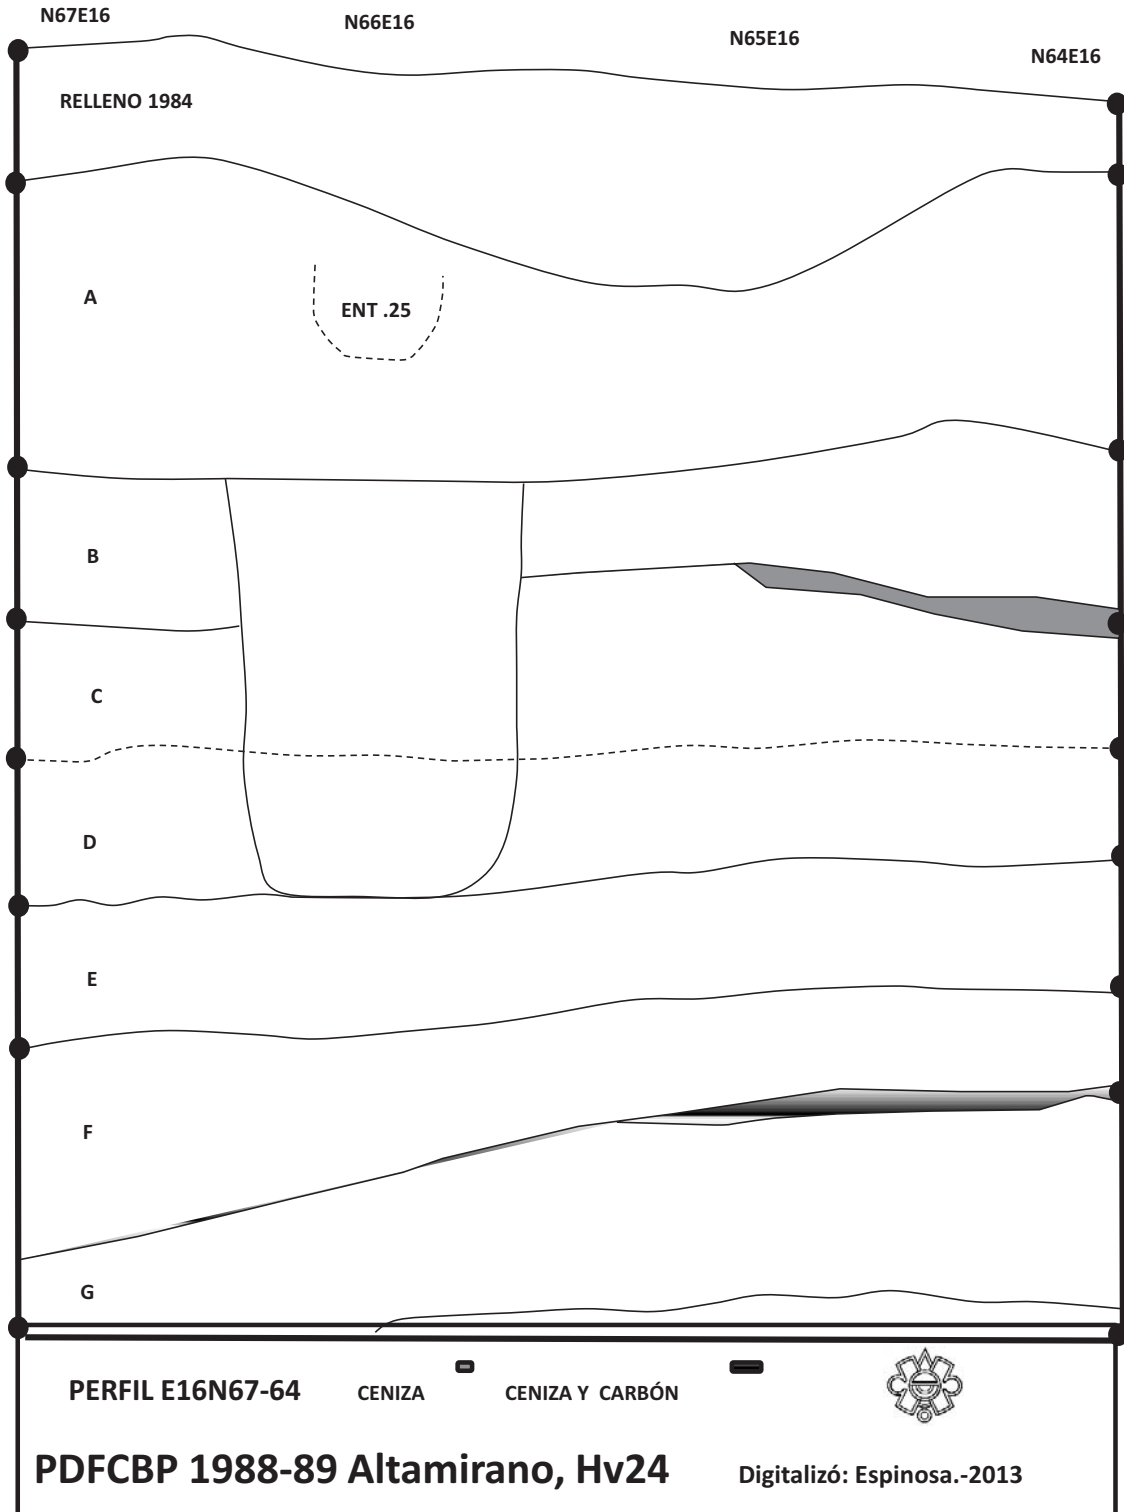 N67E16
N66E16
N65E16
N64E16
RELLENO 1984
A
ENT .25
B
C
D
E
F
G
PERFIL E16N67-64
CENIZA
CENIZA Y CARBÓN
PDFCBP 1988-89 Altamirano, Hv24
Digitalizó: Espinosa.-2013